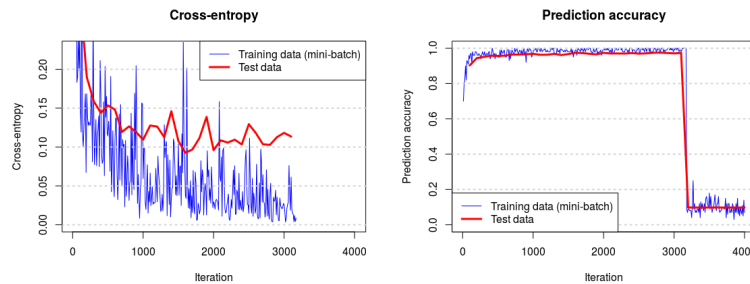 Cross-entropy
Training data (mini-batch)
Test data
0.20
0.15
0.10
0.05
0.00
Cross-entropy
0 1000 2000 3000 4000
Iteration
Prediction accuracy
1.0
0.8
0.6
0.4
0.2
0.0
Prediction accuracy
Training data (mini-batch)
Test data
0 1000 2000 3000 4000
Iteration